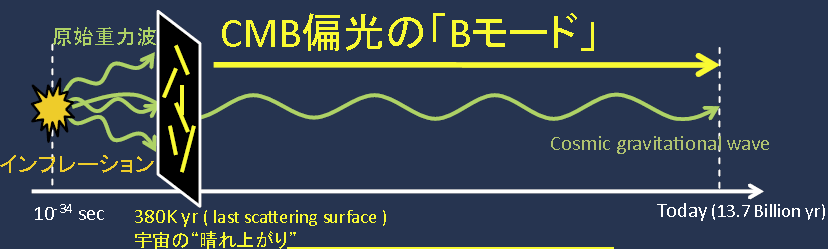 原始重力波
CMB偏光の「Bモード」
Cosmic gravitational wave
インフレーション
10-34 sec
380K yr ( last scattering surface )
宇宙の“晴れ上がり”
Today (13.7 Billion yr)